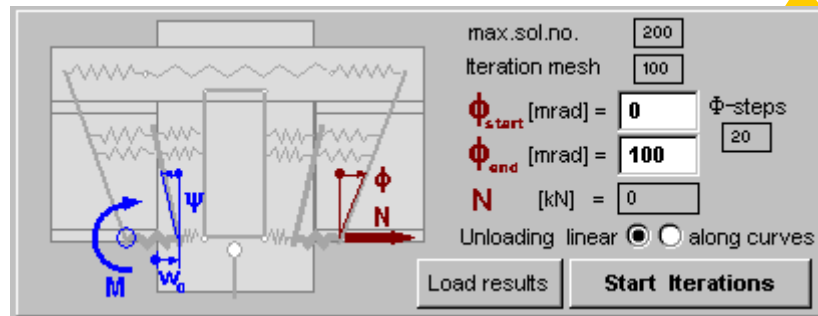 max.sol.no. 200
Iteration mesh 100
ϕstart [mrad] = 0 Φ-steps
20
ϕend [mrad] = 100
N [kN] = 0
Unloading linear along curves
Load results Start Iterations
ψ
ϕ
N
M
w0